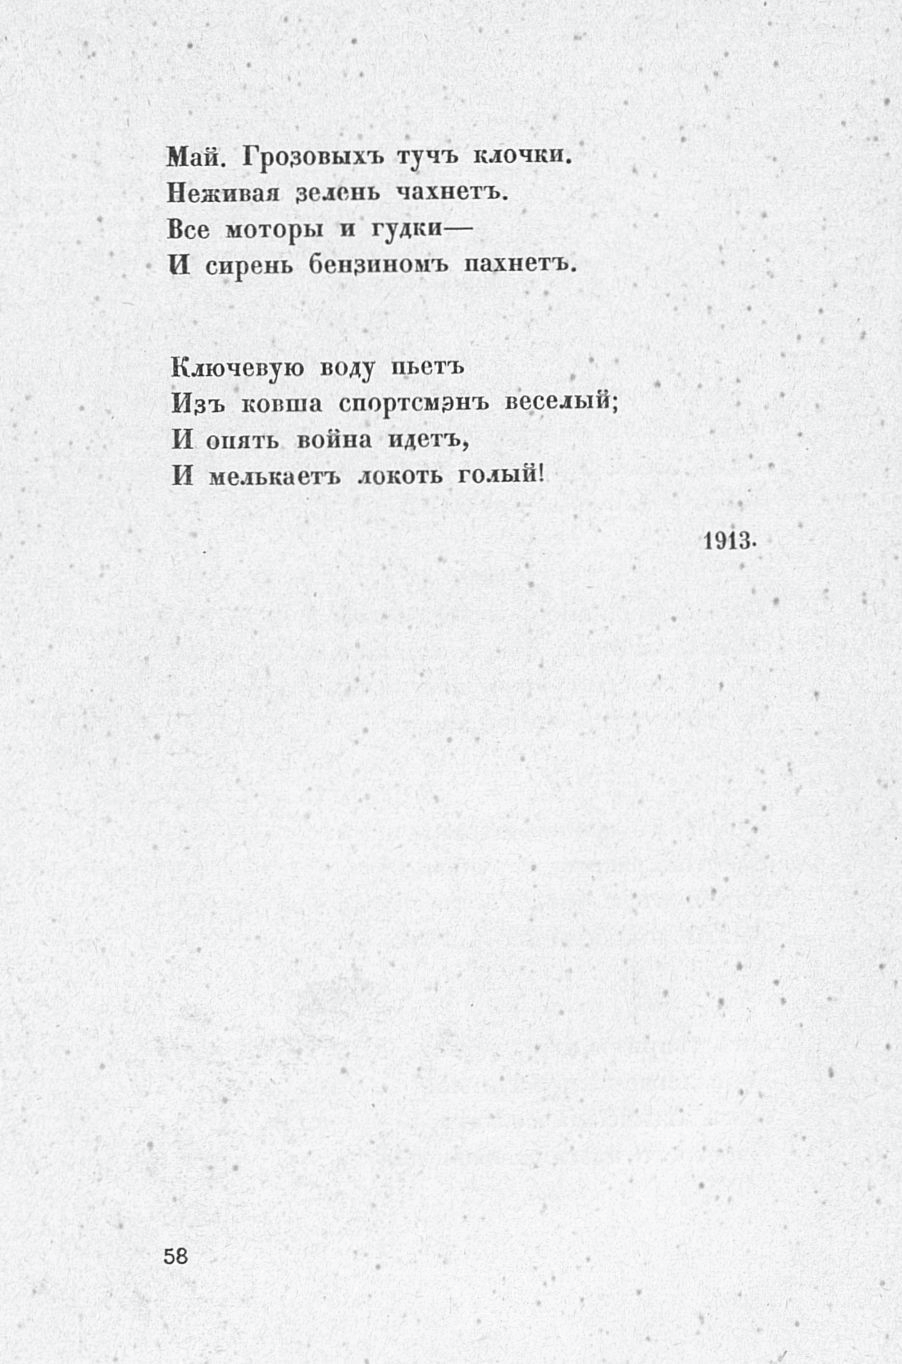 Май. Грозовыхъ тучъ клочки.
Неживая зелень чахнетъ.
Все моторы и гудки—
И сирень бензиномъ пахнетъ.
Ключевую воду пьетъ
Изъ ковша спортсмэнъ веселый;
И опять война идетъ,
И мелькаетъ локоть голый!
1913.
58